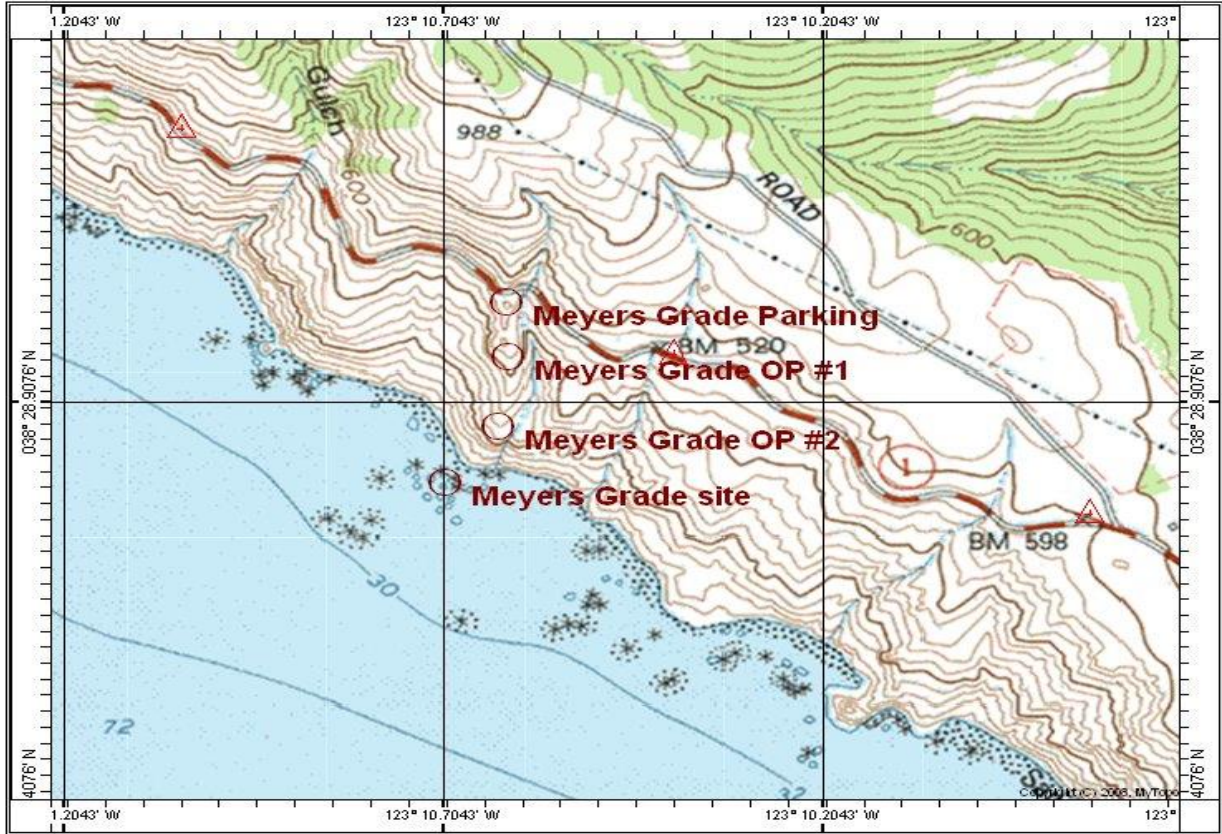 1.2043' W
123° 10.7043' W
123° 10.2043' W
123°
Gulch
988
600
ROAD
600
Meyers Grade Parking
BM 520
Meyers Grade OP #1
038° 28.9076' N
038° 28.9076' N
Meyers Grade OP #2
1
Meyers Grade site
BM 598
30
72
32
4076' N
4076' N
Copyright (C) 2008, MyTopo
1.2043' W
123° 10.7043' W
123° 10.2043' W
123°